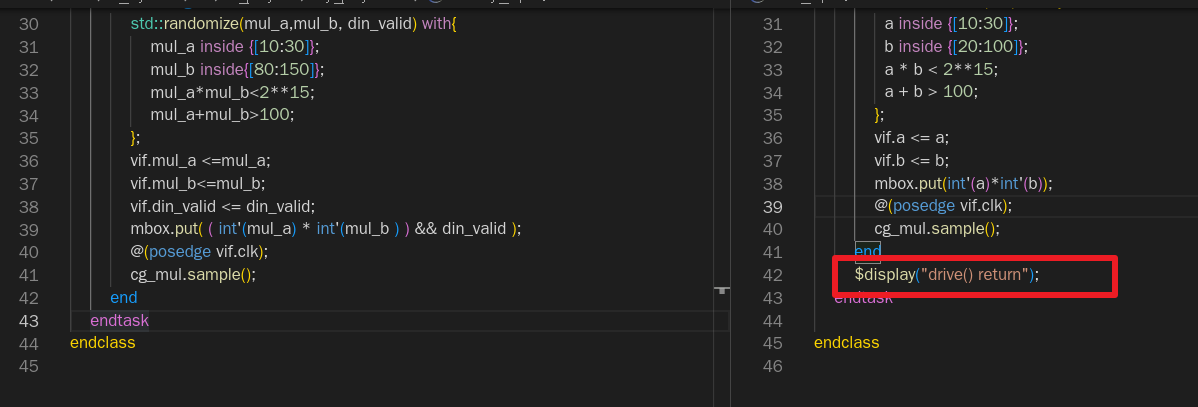 30 std::randomize(mul_a,mul_b, din_valid) with{
31 mul_a inside {[10:30]};
32 mul_b inside{[80:150]};
33 mul_a*mul_b<2**15;
34 mul_a+mul_b>100;
35 };
36 vif.mul_a <=mul_a;
37 vif.mul_b<=mul_b;
38 vif.din_valid <= din_valid;
39 mbox.put( ( int'(mul_a) * int'(mul_b ) ) && din_valid );
40 @(posedge vif.clk);
41 cg_mul.sample();
42 end
43 endtask
44 endclass
45
31 a inside {[10:30]};
32 b inside {[20:100]};
33 a * b < 2**15;
34 a + b > 100;
35 };
36 vif.a <= a;
37 vif.b <= b;
38 mbox.put(int'(a)*int'(b));
39 @(posedge vif.clk);
40 cg_mul.sample();
41 end
42 $display("drive() return");
43 endtask
44
45 endclass
46